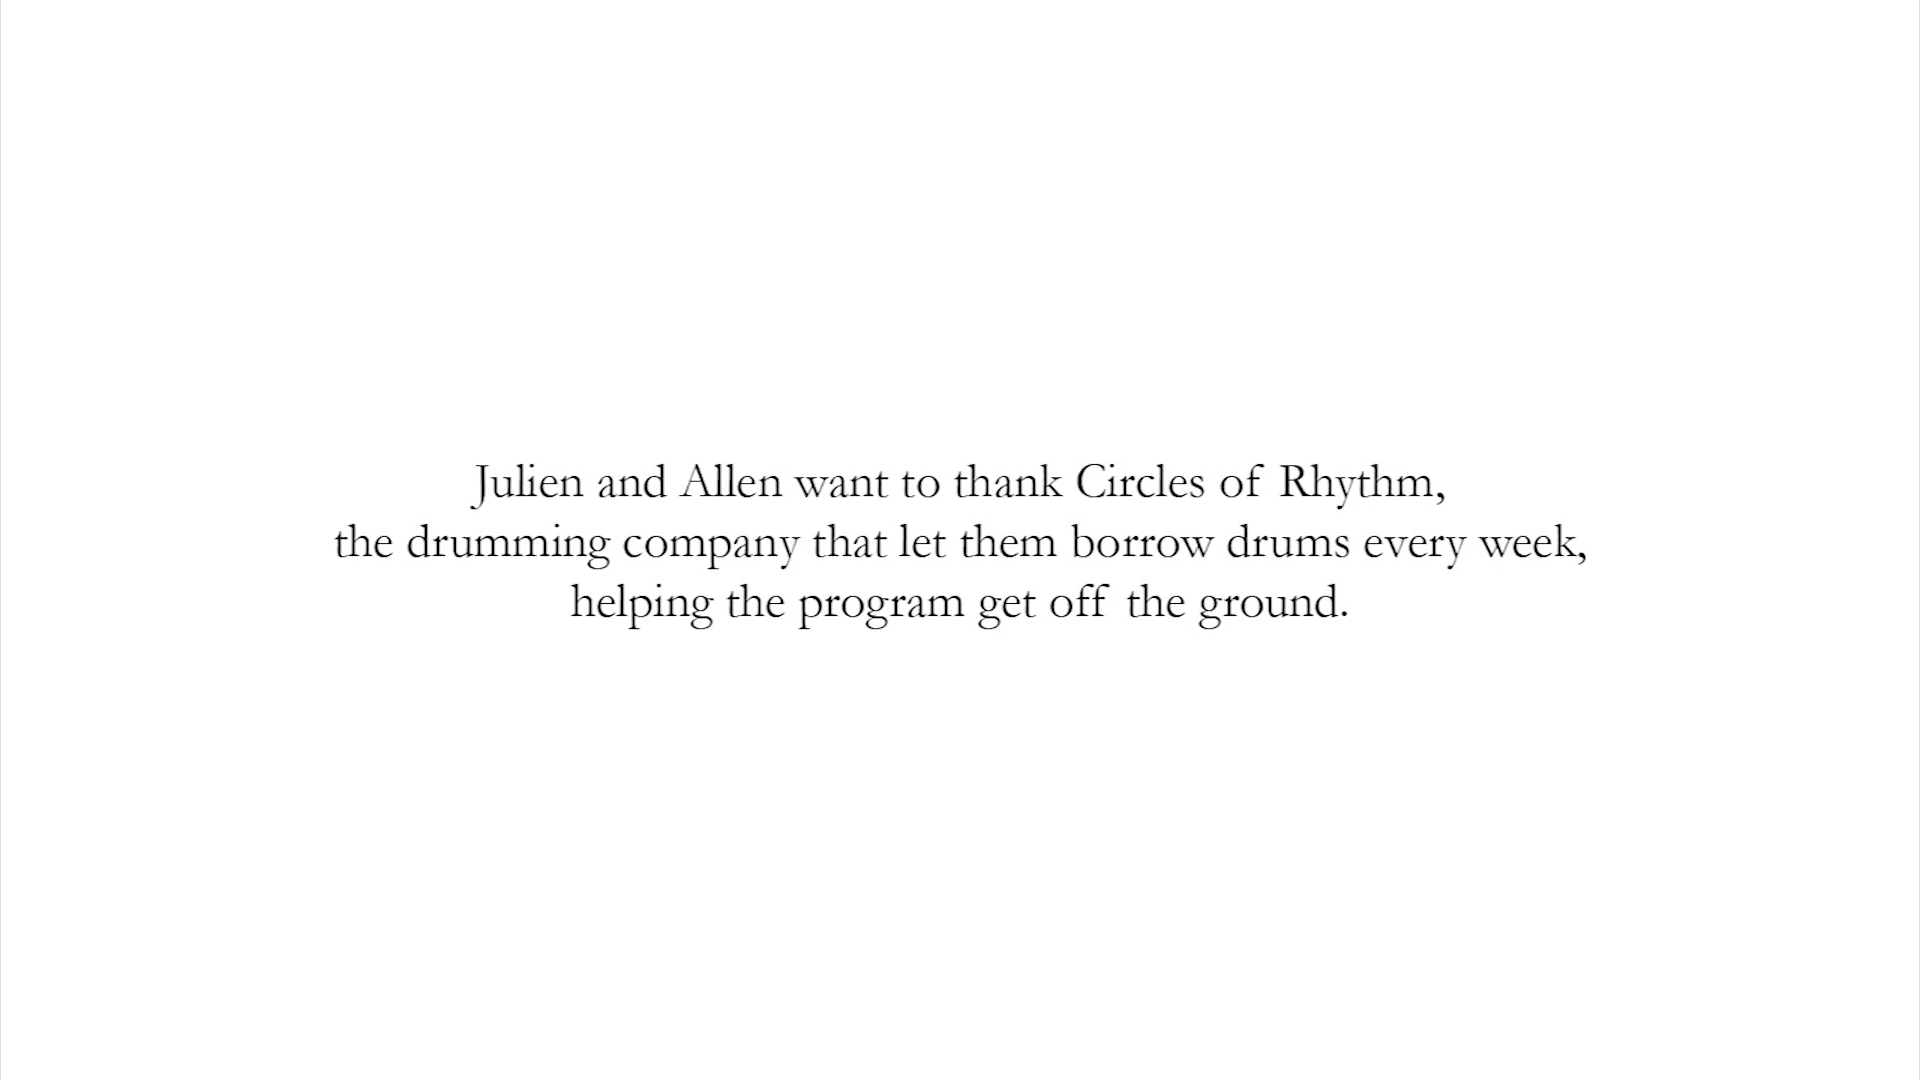 Julien and Allen want to thank Circles of Rhythm,
the drumming company that let them borrow drums every week,
helping the program get off the ground.